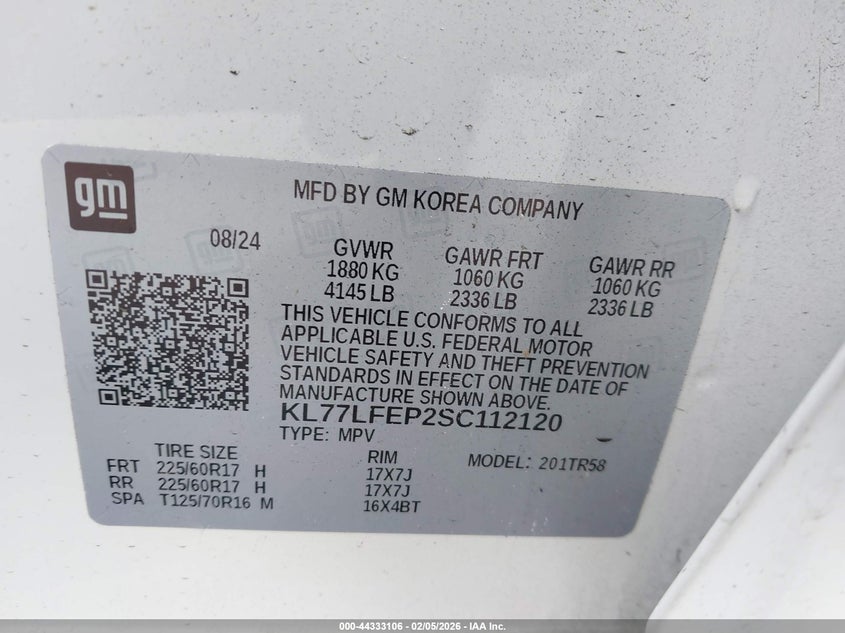 gm
MFD BY GM KOREA COMPANY
08/24
GVWR
1880 KG
4145 LB
GAWR FRT
1060 KG
2336 LB
GAWR RR
1060 KG
2336 LB
THIS VEHICLE CONFORMS TO ALL
APPLICABLE U.S. FEDERAL MOTOR
VEHICLE SAFETY AND THEFT PREVENTION
STANDARDS IN EFFECT ON THE DATE OF
MANUFACTURE SHOWN ABOVE.
KL77LFEP2SC112120
TYPE: MPV
MODEL: 201TR58
TIRE SIZE RIM
FRT 225/60R17 H 17X7J
RR 225/60R17 H 17X7J
SPA T125/70R16 M 16X4BT
000-44333106 - 02/05/2026 - IAA Inc.